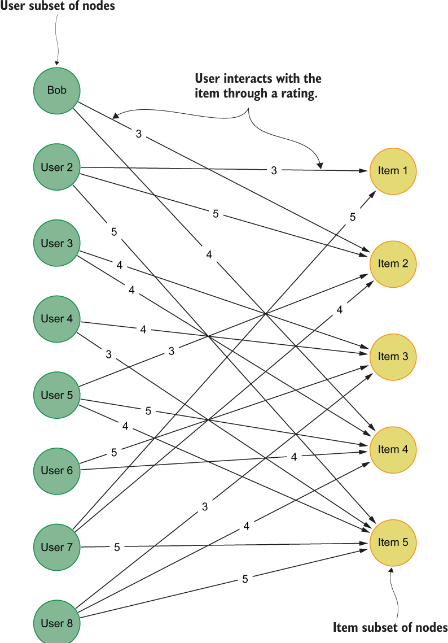 User subset of nodes
User interacts with the
item through a rating.
Bob
3
User 2
3
Item 1
5
5
5
User 3
4
4
Item 2
4
4
User 4
4
3
3
Item 3
User 5
5
4
User 6
5
4
Item 4
3
4
User 7
5
Item 5
5
User 8
Item subset of nodes